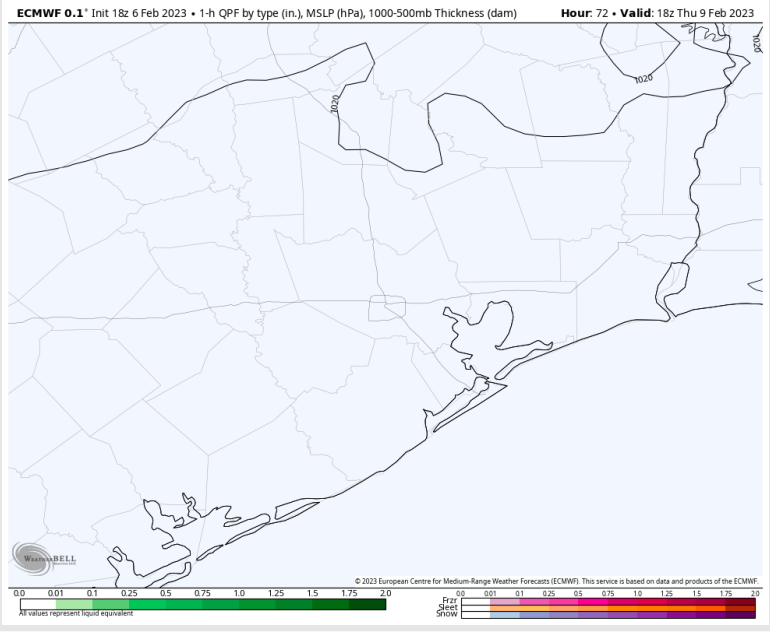 ECMWF 0.1° Init 18z 6 Feb 2023 • 1-h QPF by type (in.), MSLP (hPa), 1000-500mb Thickness (dam)
Hour: 72 • Valid: 18z Thu 9 Feb 2023
1020
1020
1020
WeatherBELL
© 2023 European Centre for Medium-Range Weather Forecasts (ECMWF). This service is based on data and products of the ECMWF.
0.0 0.01 0.1 0.25 0.5 0.75 1.0 1.25 1.5 1.75 2.0
All values represent liquid equivalent
0.0 0.01 0.1 0.25 0.5 0.75 1.0 1.25 1.5 1.75 2.0
Frzr
Sleet
Snow